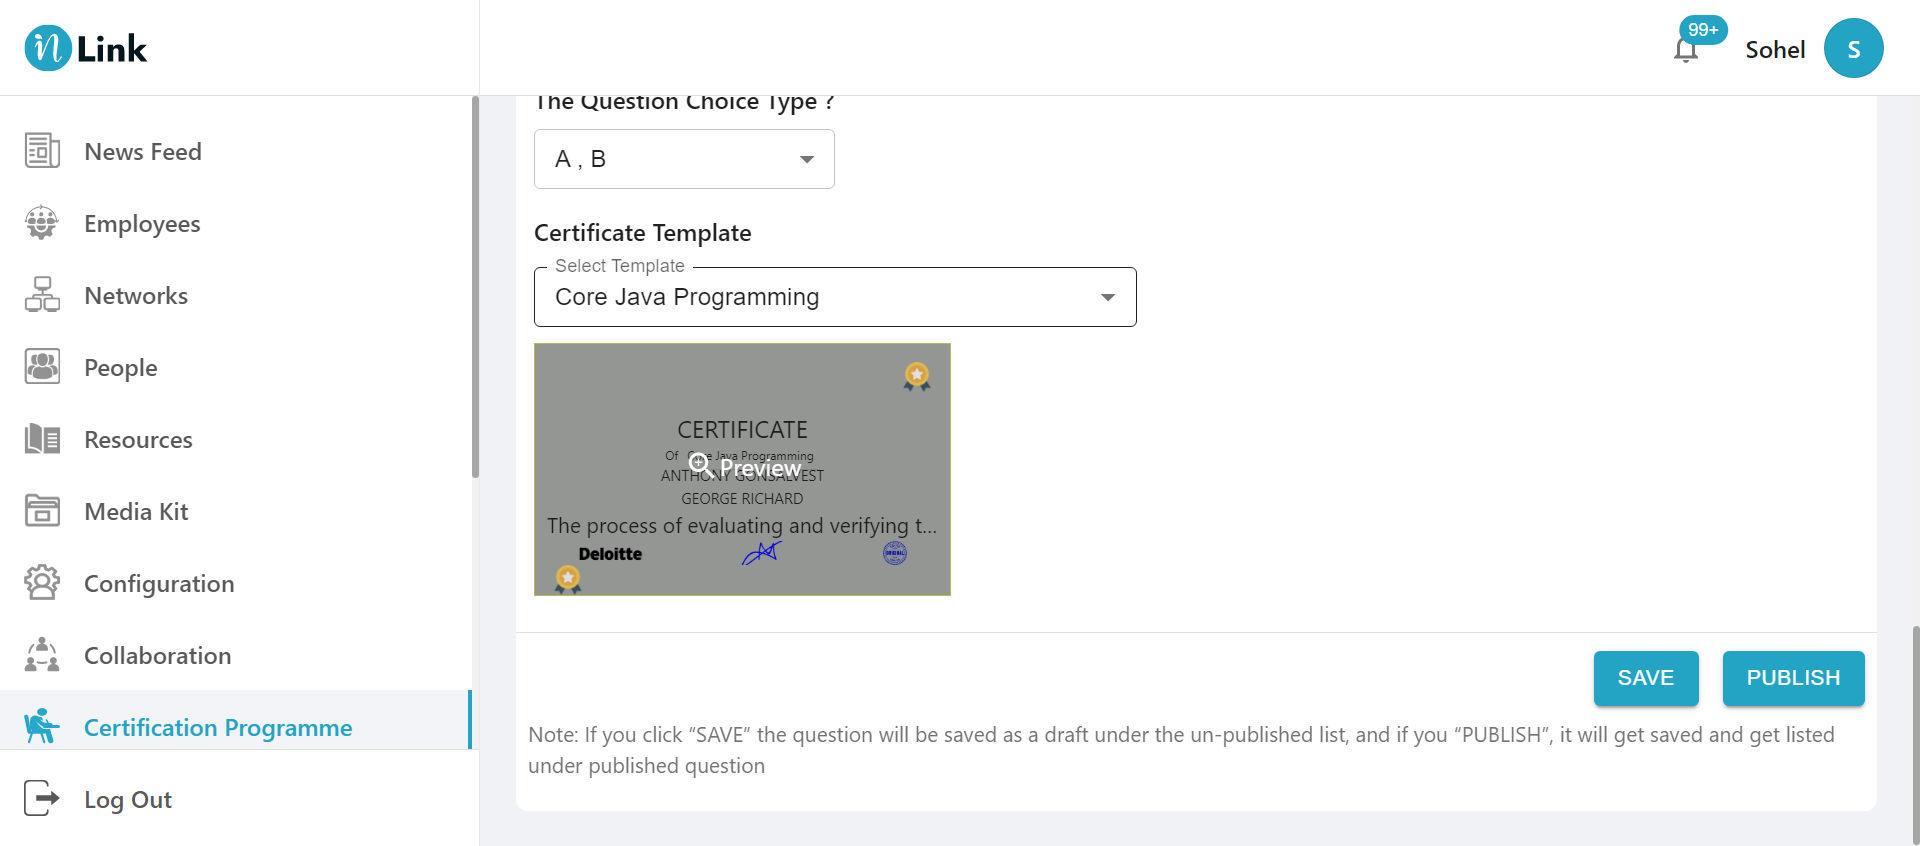 n Link
99+
Sohel
S
News Feed
Employees
Networks
People
Resources
Media Kit
Configuration
Collaboration
Certification Programme
Log Out
The Question Choice Type ?
A , B
Certificate Template
Select Template
Core Java Programming
CERTIFICATE
Of Core Java Programming
Preview
ANTHONY GONSALVEST
GEORGE RICHARD
The process of evaluating and verifying t...
Deloitte
ORIGINAL
SAVE
PUBLISH
Note: If you click “SAVE” the question will be saved as a draft under the un-published list, and if you “PUBLISH”, it will get saved and get listed
under published question